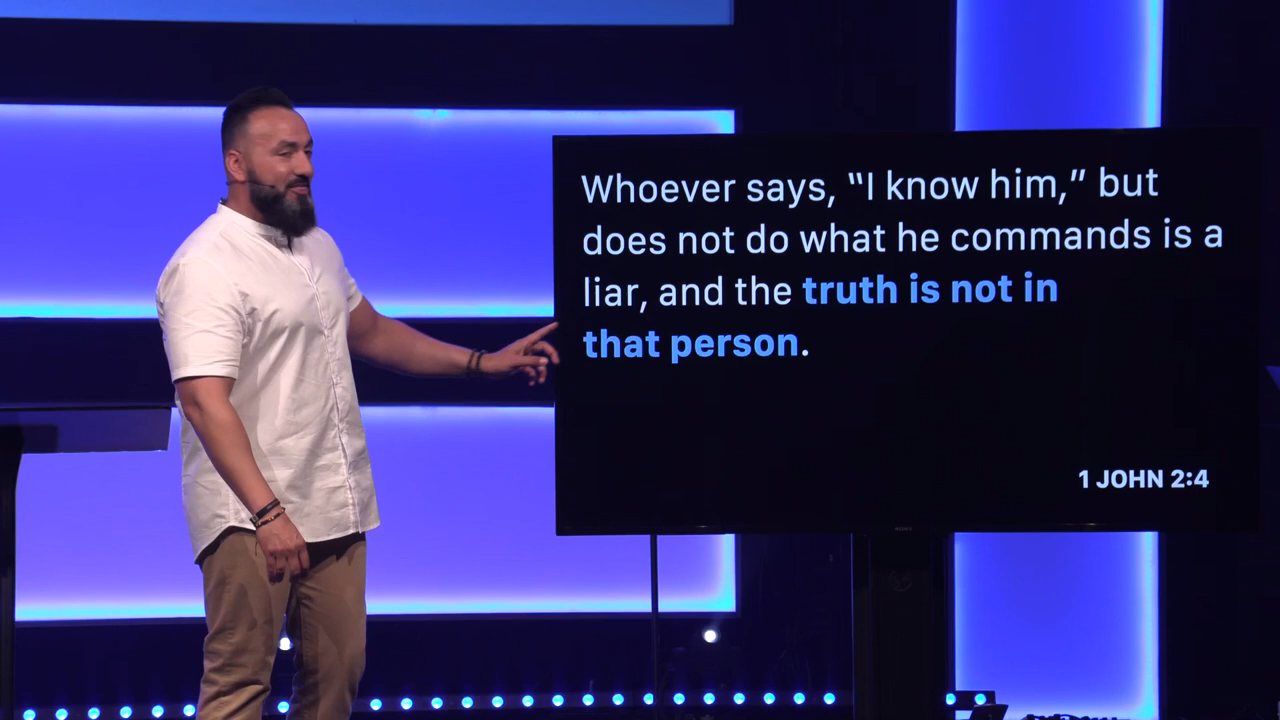 Whoever says, “I know him,” but
does not do what he commands is a
liar, and the truth is not in
that person.
1 JOHN 2:4